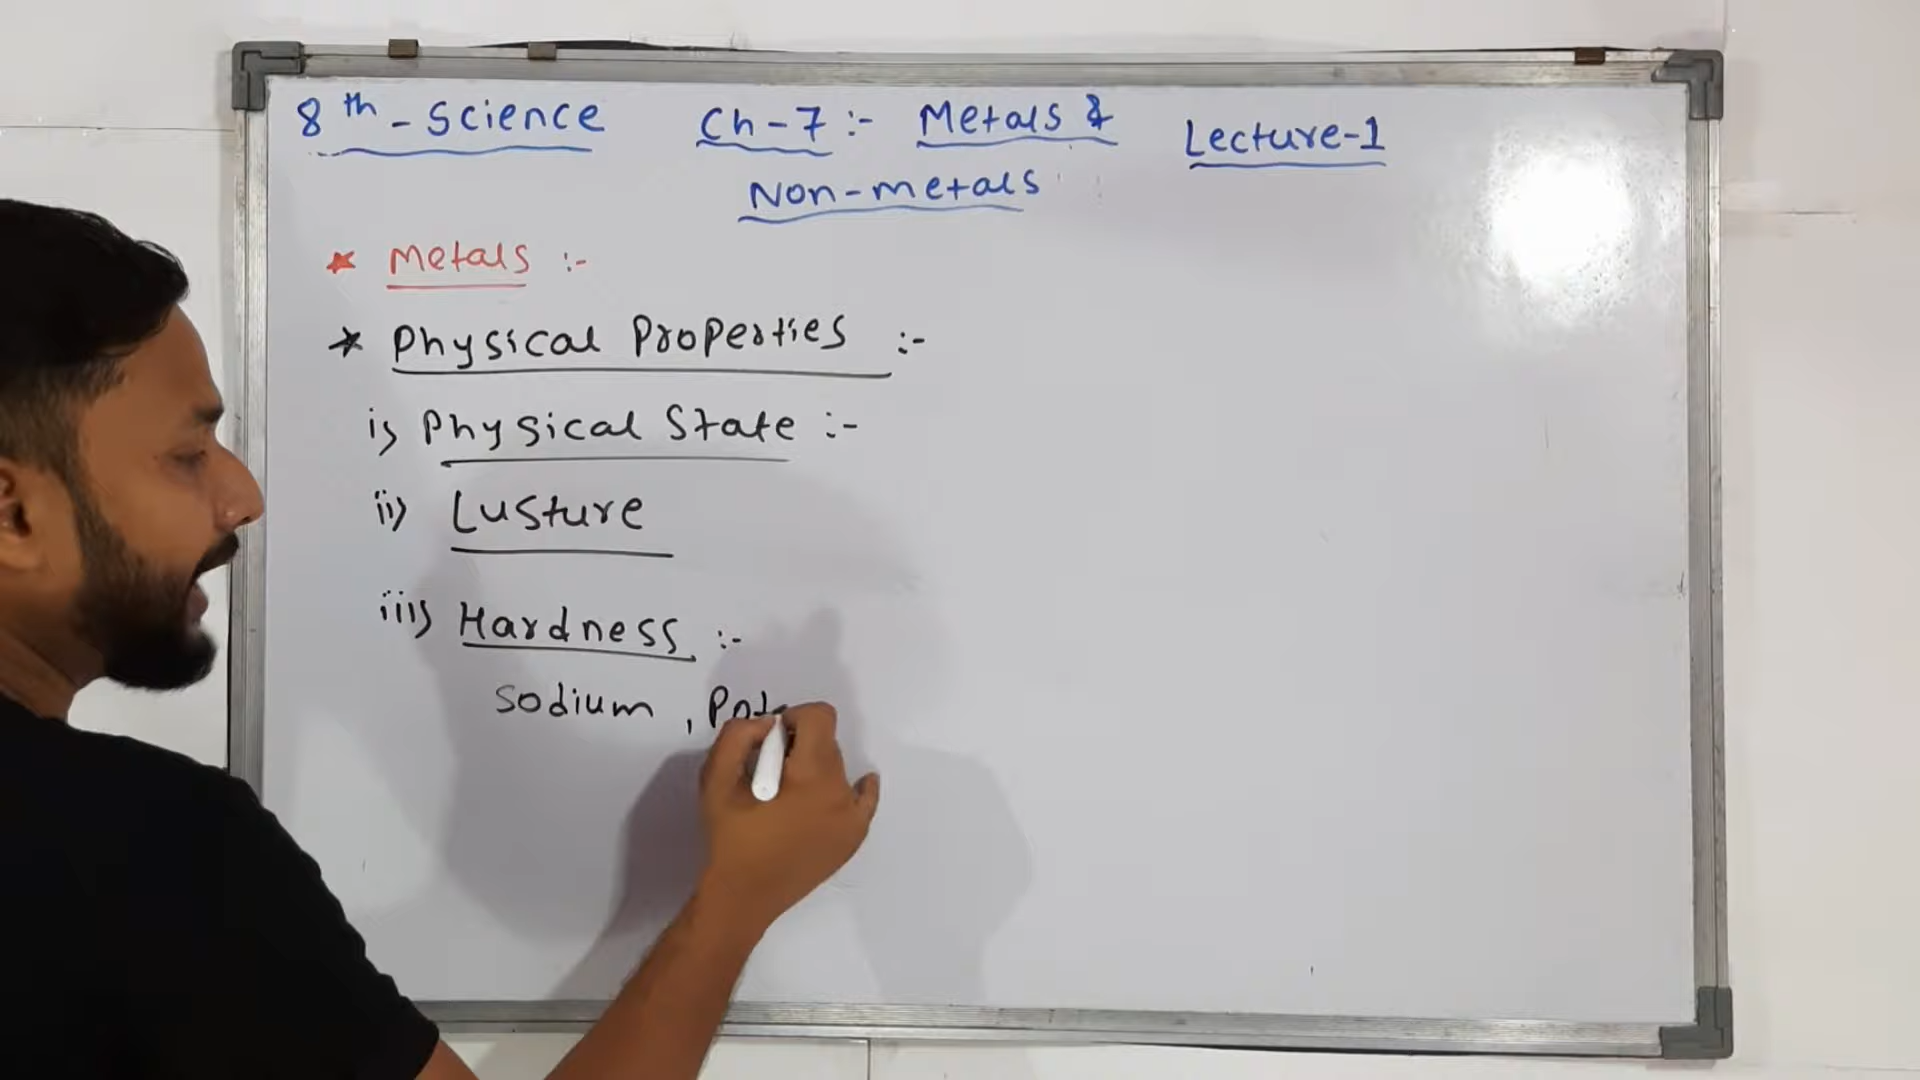 8th - Science Ch-7 :- Metals & Lecture-1
Non-metals
* Metals :-
* Physical Properties :-
i) Physical State :-
ii) Lusture
iii) Hardness :-
Sodium , Pot